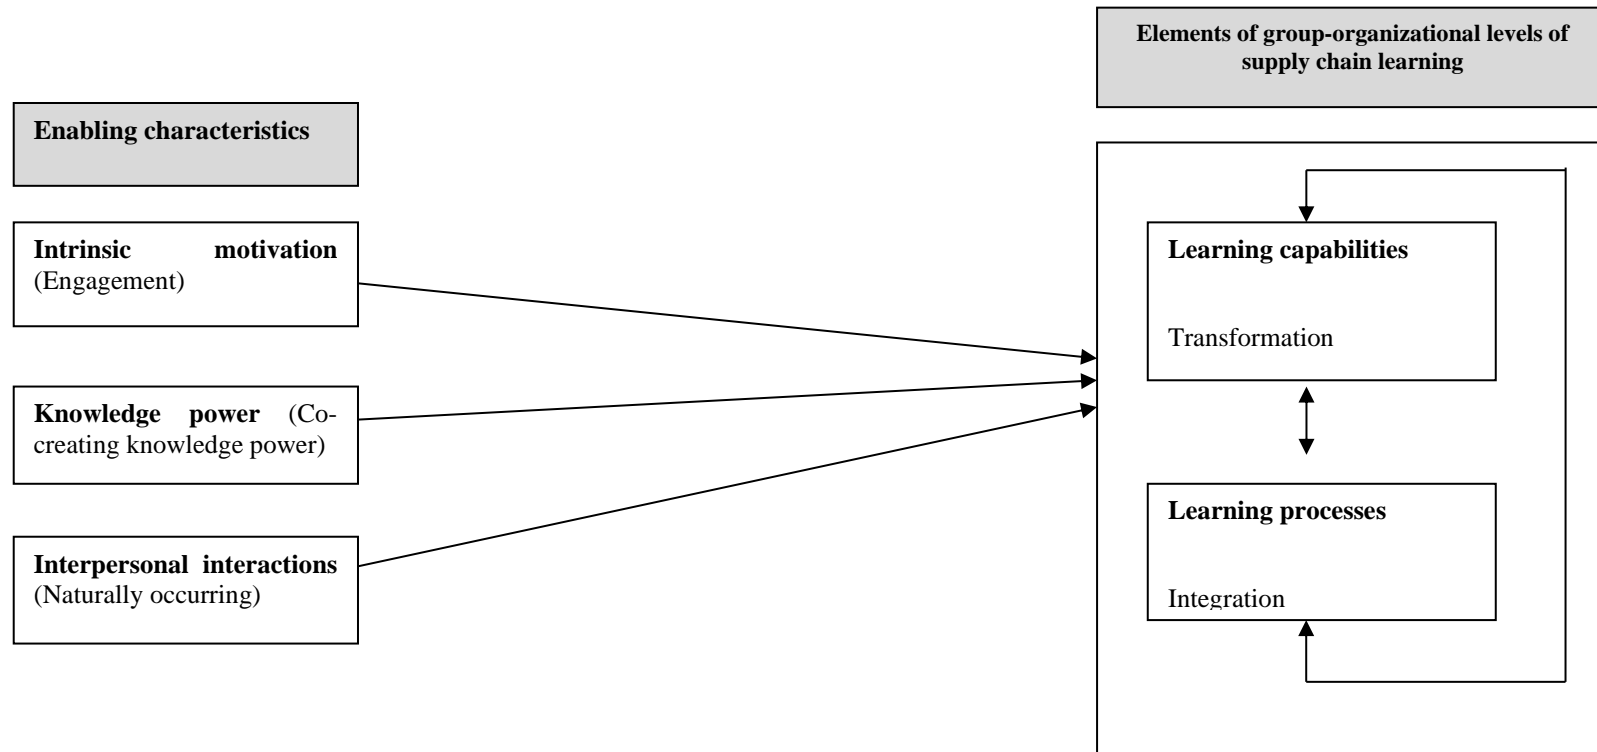 Elements of group-organizational levels of
supply chain learning
Enabling characteristics
Intrinsic motivation
(Engagement)
Knowledge power (Co-
creating knowledge power)
Interpersonal interactions
(Naturally occurring)
Learning capabilities
Transformation
Learning processes
Integration